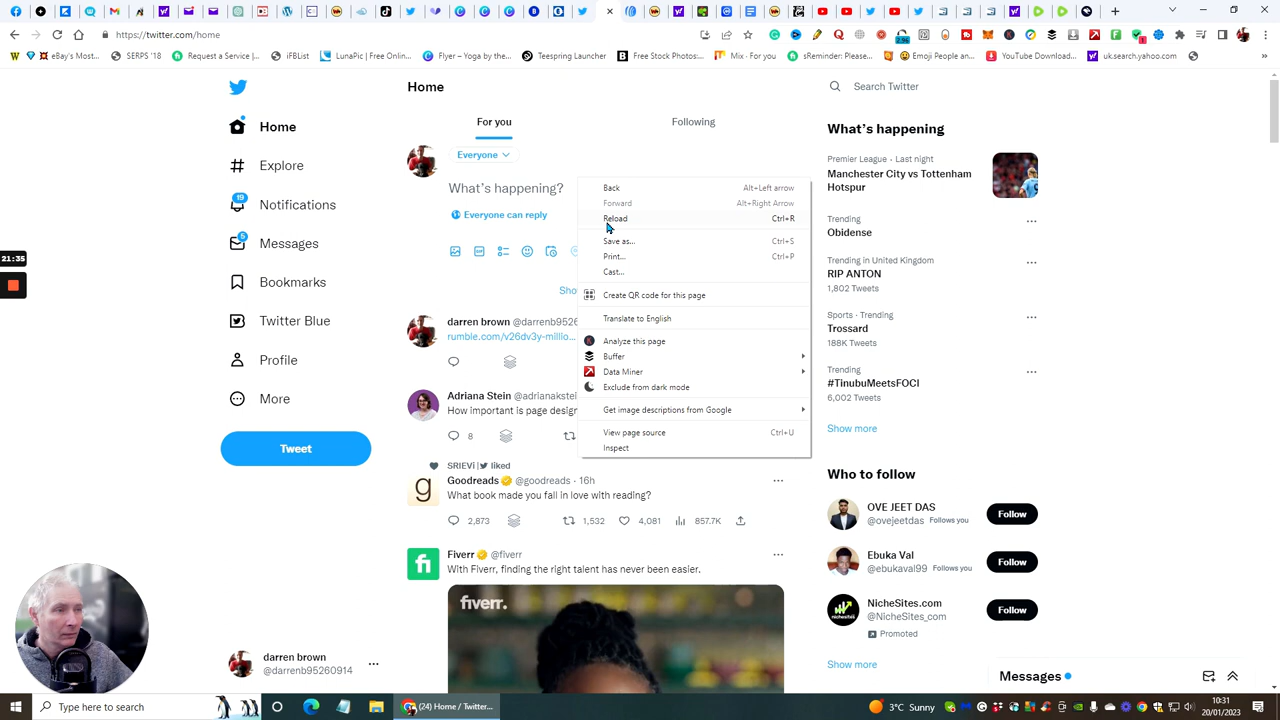 https://twitter.com/home
eBay's Most...
SERPS '18
Request a Service |...
iFBList
LunaPic | Free Onlin...
Flyer – Yoga by the...
Teespring Launcher
Free Stock Photos:...
Mix · For you
sReminder: Please...
Emoji People an...
YouTube Download...
uk.search.yahoo.com
»
Home
Search Twitter
For you
Following
Everyone
What's happening?
Everyone can reply
Home
Explore
19
Notifications
5
Messages
Bookmarks
Twitter Blue
Profile
More
Tweet
21:35
Back
Alt+Left arrow
Forward
Alt+Right Arrow
Reload
Ctrl+R
Save as...
Ctrl+S
Print...
Ctrl+P
Cast...
Create QR code for this page
Translate to English
Analyze this page
Buffer
Data Miner
Exclude from dark mode
Get image descriptions from Google
View page source
Ctrl+U
Inspect
Sho
darren brown @darrenb9526
rumble.com/v26dv3y-millio...
Adriana Stein @adrianakstein
How important is page design
8
SRIEVi | liked
Goodreads @goodreads · 16h
What book made you fall in love with reading?
2,873
1,532
4,081
857.7K
Fiverr @fiverr
With Fiverr, finding the right talent has never been easier.
fiverr.
What's happening
Premier League · Last night
Manchester City vs Tottenham
Hotspur
Trending
Obidense
Trending in United Kingdom
RIP ANTON
1,802 Tweets
Sports · Trending
Trossard
188K Tweets
Trending
#TinubuMeetsFOCI
6,002 Tweets
Show more
Who to follow
OVE JEET DAS
@ovejeetdas Follows you
Follow
Ebuka Val
@ebukaval99 Follows you
Follow
NicheSites.com
@NicheSites_com
Follow
Promoted
Show more
Messages
darren brown
@darrenb95260914
Type here to search
(24) Home / Twitter...
3°C Sunny
10:31
20/01/2023